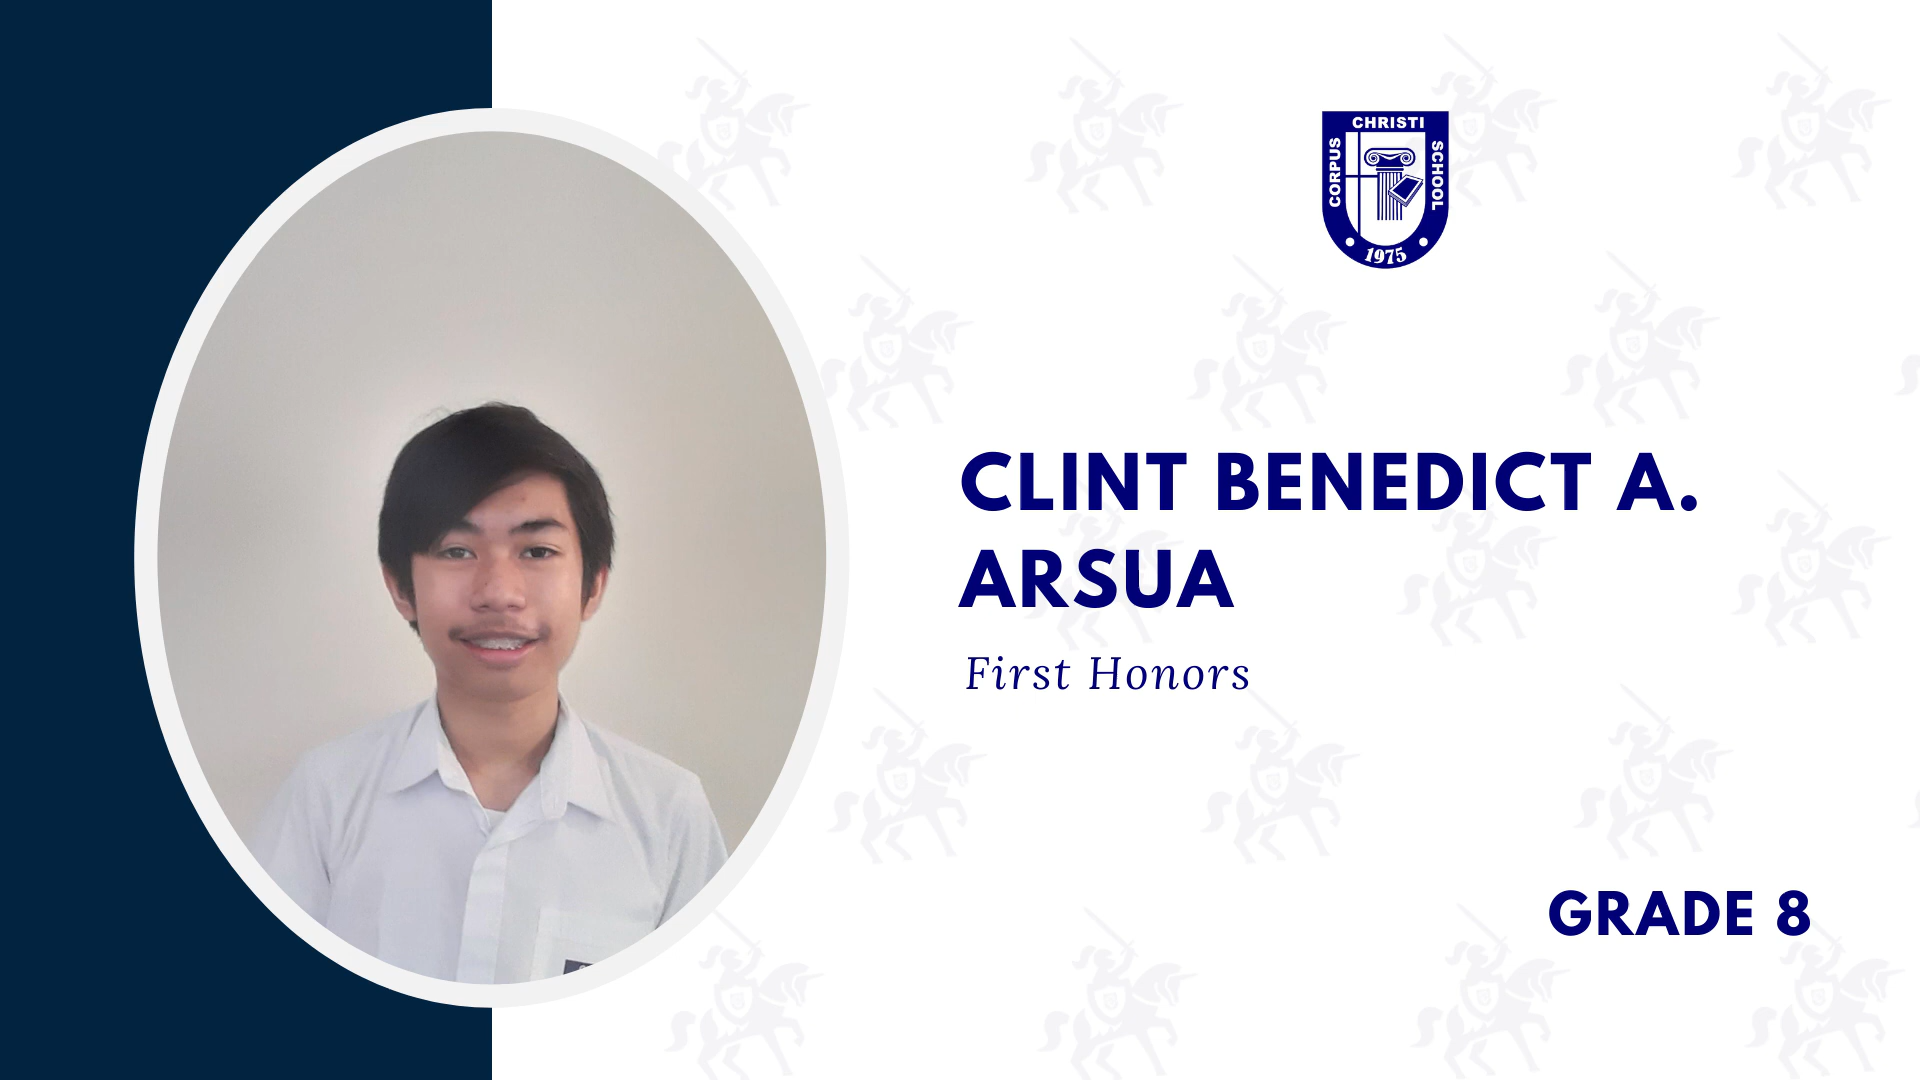 CORPUS
CHRISTI
SCHOOL
1975
CLINT BENEDICT A.
ARSUA
First Honors
GRADE 8